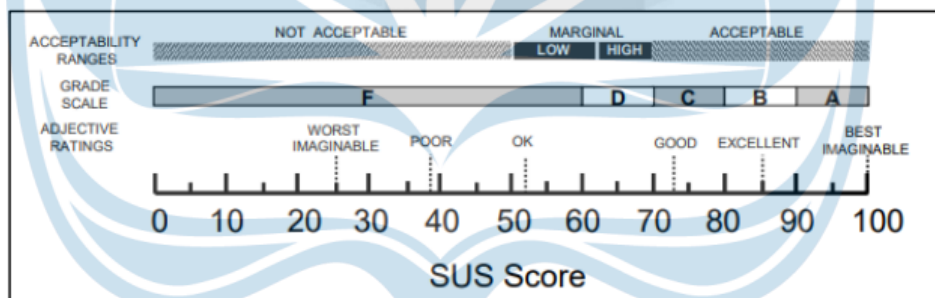 NOT ACCEPTABLE MARGINAL ACCEPTABLE
ACCEPTABILITY
RANGES
LOW HIGH
GRADE
SCALE
F D C B A
ADJECTIVE
RATINGS
WORST
IMAGINABLE
POOR
OK
GOOD
EXCELLENT
BEST
IMAGINABLE
0 10 20 30 40 50 60 70 80 90 100
SUS Score